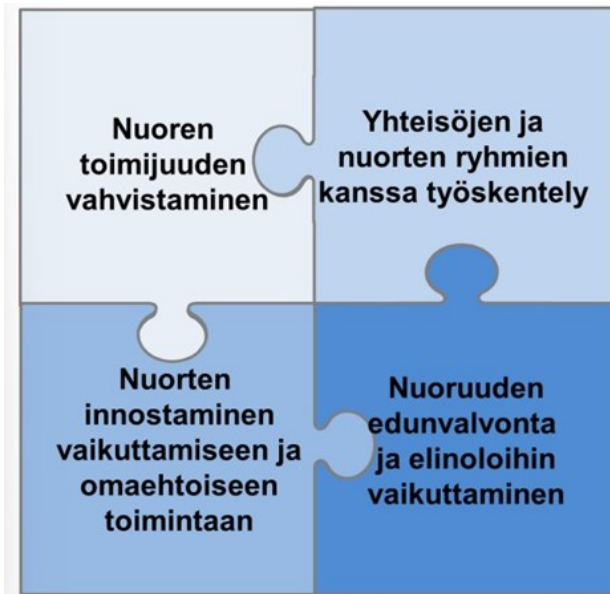 Nuoren
toimijuuden
vahvistaminen
Yhteisöjen ja
nuorten ryhmien
kanssa työskentely
Nuorten
innostaminen
vaikuttamiseen ja
omaehtoiseen
toimintaan
Nuoruuden
edunvalvonta
ja elinoloihin
vaikuttaminen